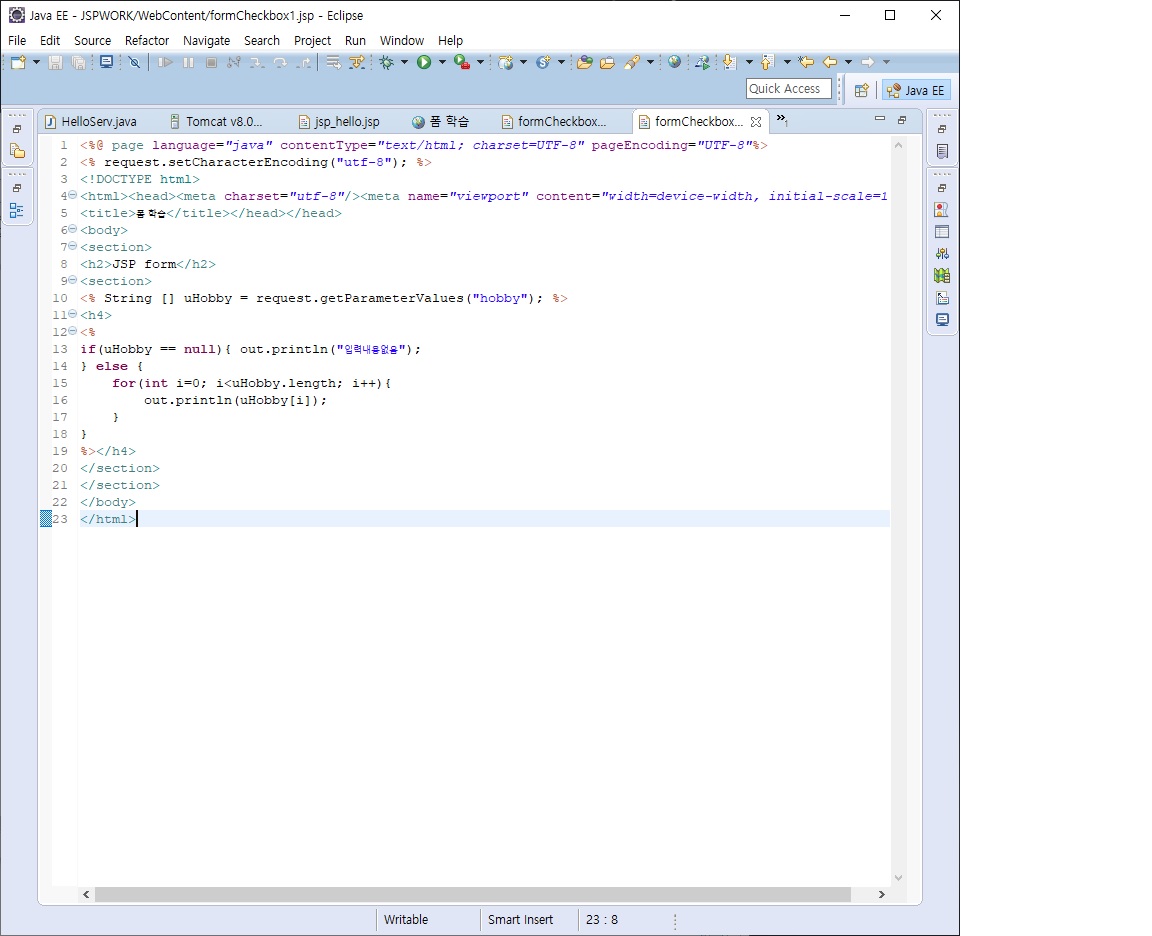 Java EE - JSPWORK/WebContent/formCheckbox1.jsp - Eclipse
File Edit Source Refactor Navigate Search Project Run Window Help
Quick Access
Java EE
HelloServ.java Tomcat v8.0... jsp_hello.jsp 폼 학습 formCheckbox... formCheckbox... »1
1 <%@ page language="java" contentType="text/html; charset=UTF-8" pageEncoding="UTF-8"%>
2 <% request.setCharacterEncoding("utf-8"); %>
3 <!DOCTYPE html>
4 <html><head><meta charset="utf-8"/><meta name="viewport" content="width=device-width, initial-scale=1
5 <title>폼 학습</title></head></head>
6 <body>
7 <section>
8 <h2>JSP form</h2>
9 <section>
10 <% String [] uHobby = request.getParameterValues("hobby"); %>
11 <h4>
12 <%
13 if(uHobby == null){ out.println("입력내용없음");
14 } else {
15 for(int i=0; i<uHobby.length; i++){
16 out.println(uHobby[i]);
17 }
18 }
19 %></h4>
20 </section>
21 </section>
22 </body>
23 </html>
Writable Smart Insert 23 : 8